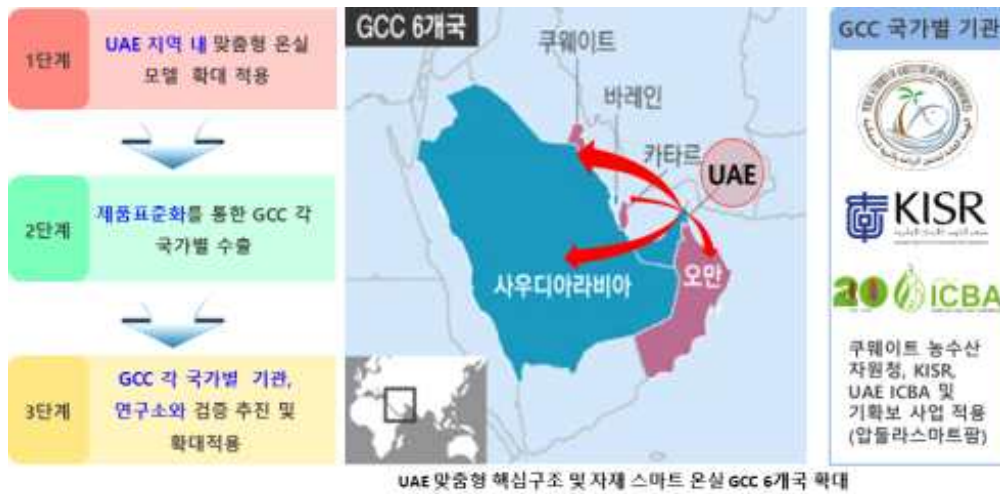 1단계
UAE 지역 내 맞춤형 온실
모델 확대 적용
2단계
제품표준화를 통한 GCC 각
국가별 수출
3단계
GCC 각 국가별 기관,
연구소와 검증 추진 및
확대적용
GCC 6개국
쿠웨이트
바레인
카타르
UAE
사우디아라비아
오만
GCC 국가별 기관
KISR
20 ICBA
쿠웨이트 농수산
자원청, KISR,
UAE ICBA 및
기확보 사업 적용
(압둘라스마트팜)
UAE 맞춤형 핵심구조 및 자재 스마트 온실 GCC 6개국 확대